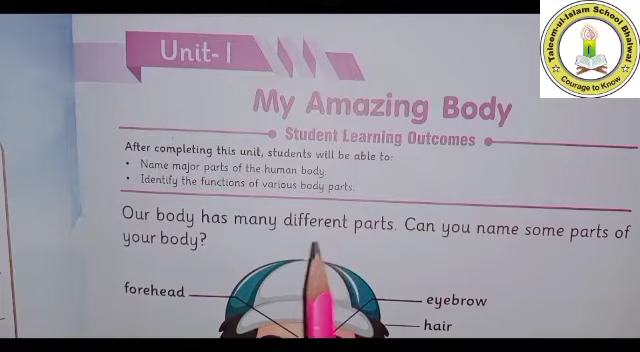 Taleem-ul-Islam School Bhalwal
Courage to Know
Unit-1
My Amazing Body
Student Learning Outcomes
After completing this unit, students will be able to:
• Name major parts of the human body.
• Identify the functions of various body parts.
Our body has many different parts. Can you name some parts of
your body?
forehead
eyebrow
hair